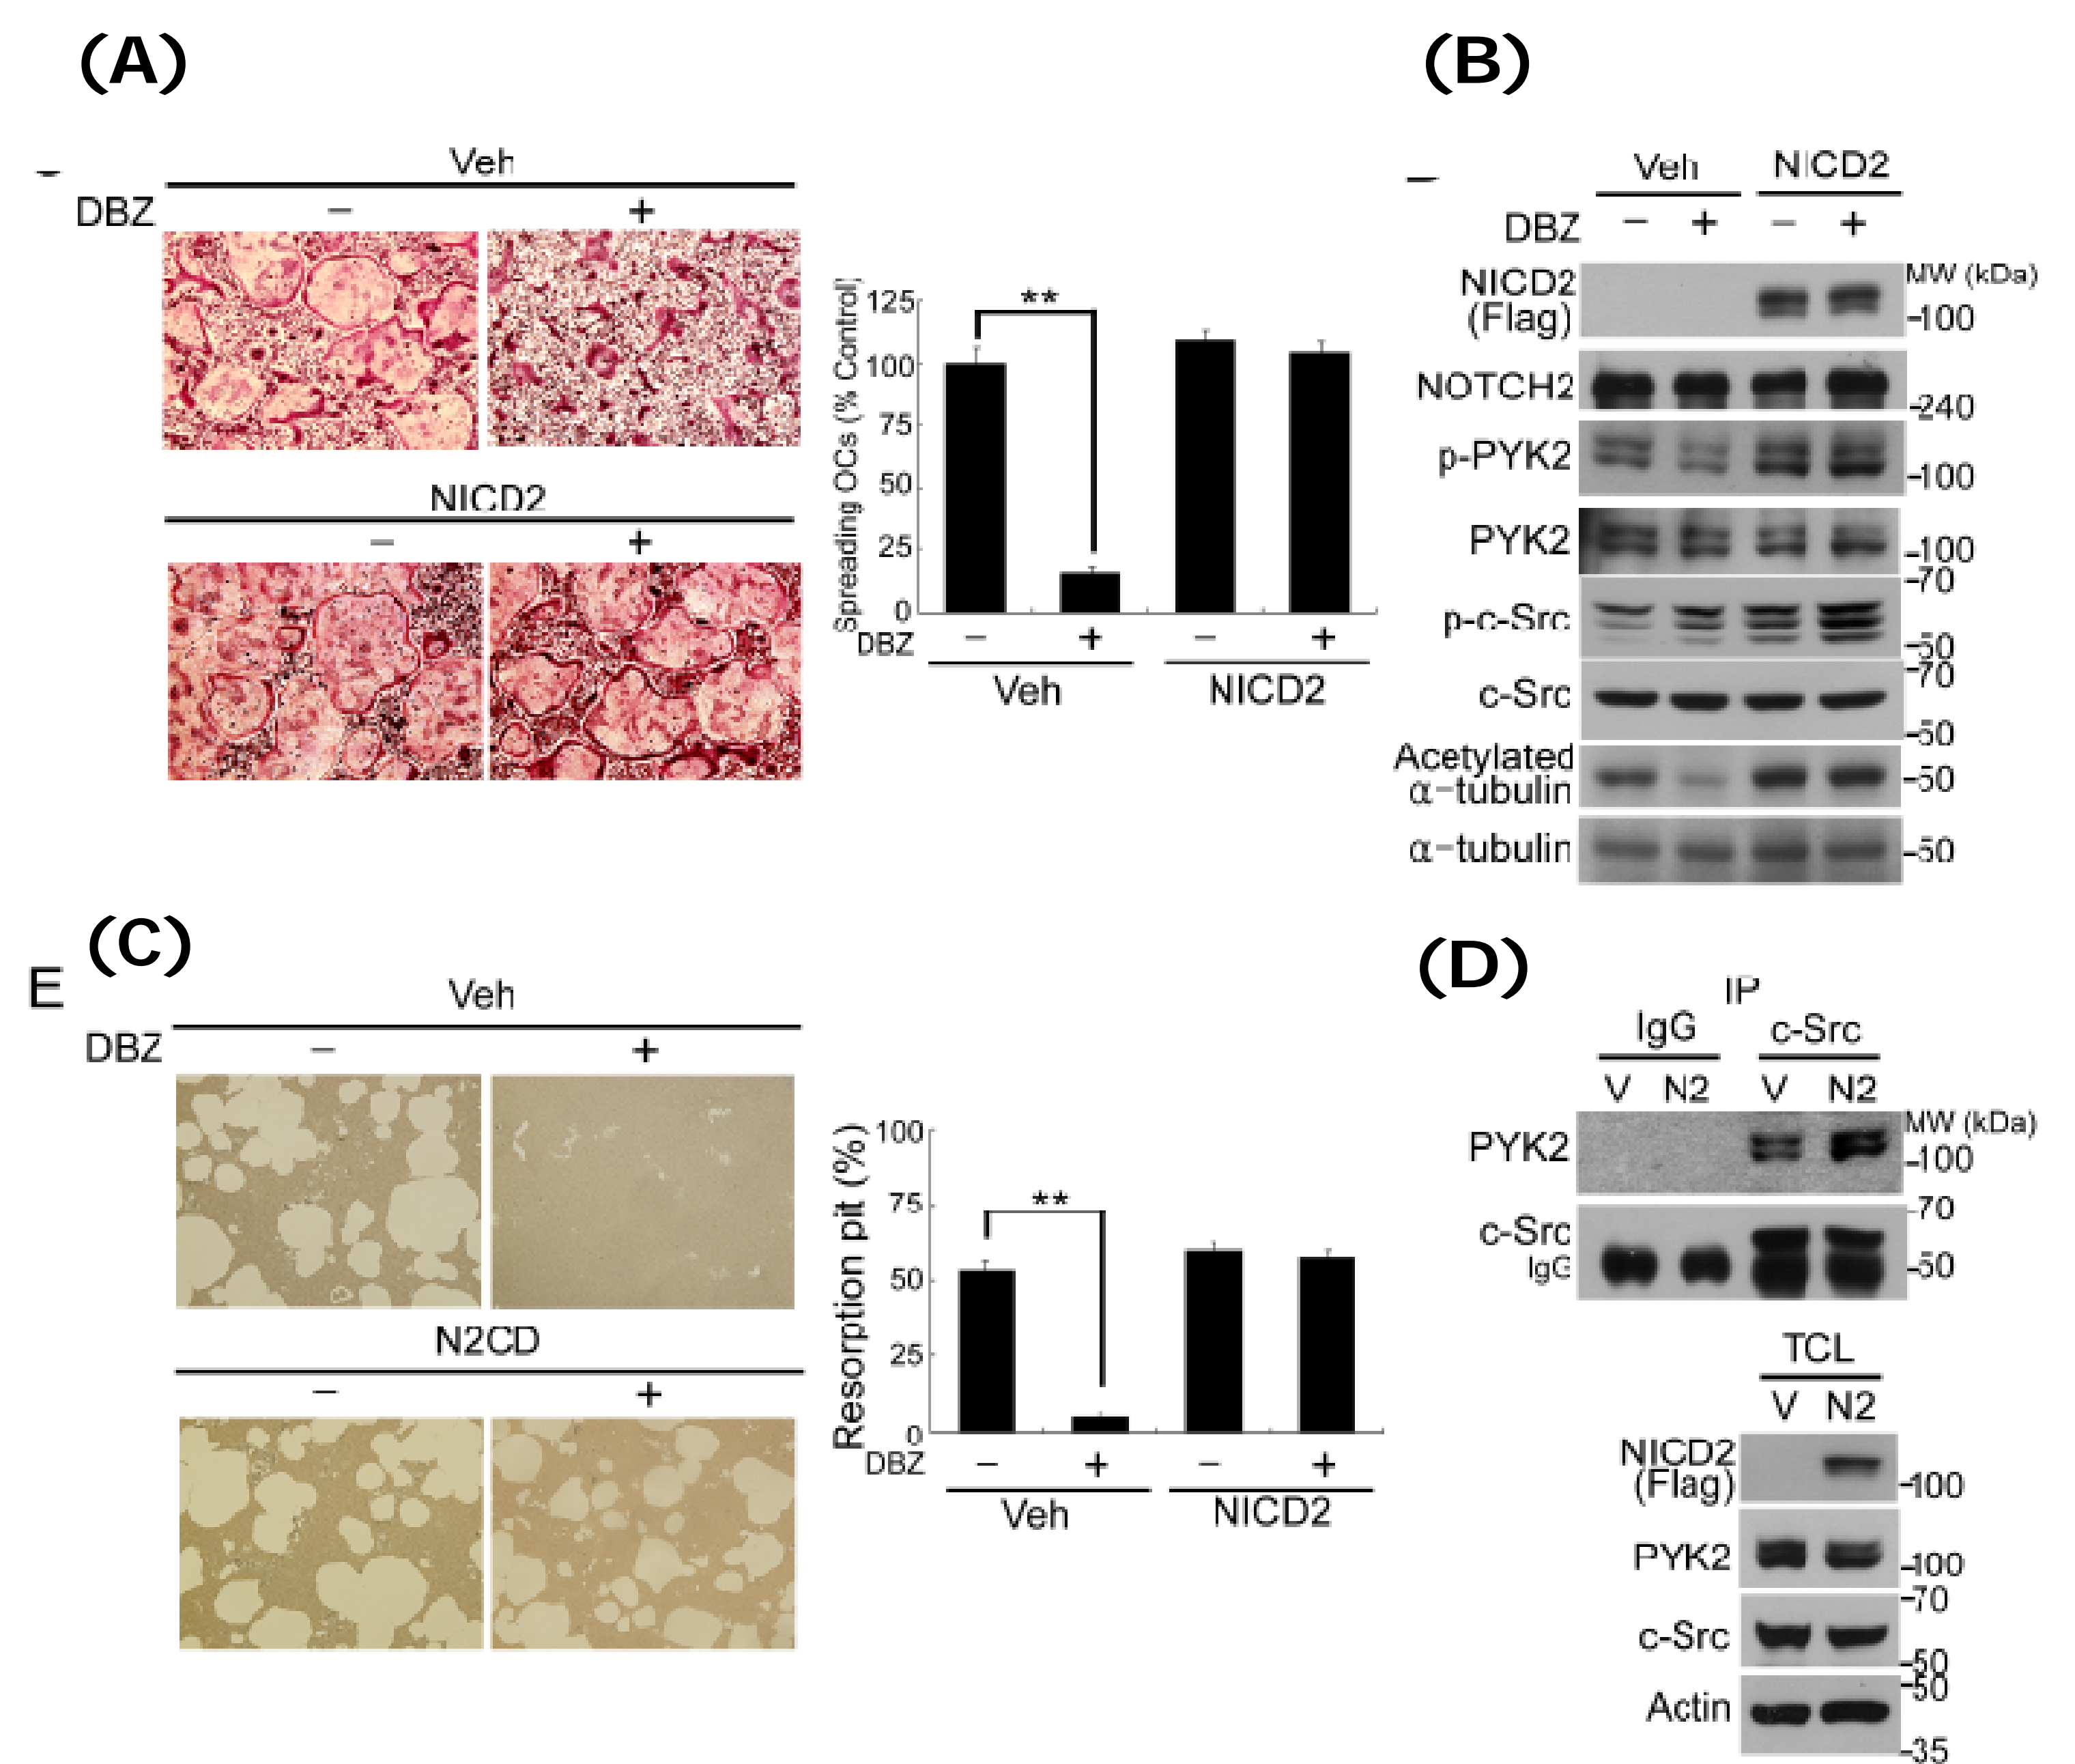 (A)
Veh
DBZ − +
NICD2
− +
Spreading OCs (% Control)
125
100
75
50
25
0
**
DBZ − + − +
Veh NICD2
(B)
Veh NICD2
DBZ − + − +
MW (kDa)
NICD2
(Flag)
-100
NOTCH2
-240
p-PYK2
-100
PYK2
-100
-70
p-c-Src
-50
-70
c-Src
-50
Acetylated
α-tubulin
-50
α-tubulin
-50
(C)
E
Veh
DBZ − +
N2CD
− +
Resorption pit (%)
100
75
50
25
0
**
DBZ − + − +
Veh NICD2
(D)
IP
IgG c-Src
V N2 V N2
MW (kDa)
PYK2
-100
-70
c-Src
IgG
-50
TCL
V N2
NICD2
(Flag)
-100
PYK2
-100
-70
c-Src
-50
-50
Actin
-35